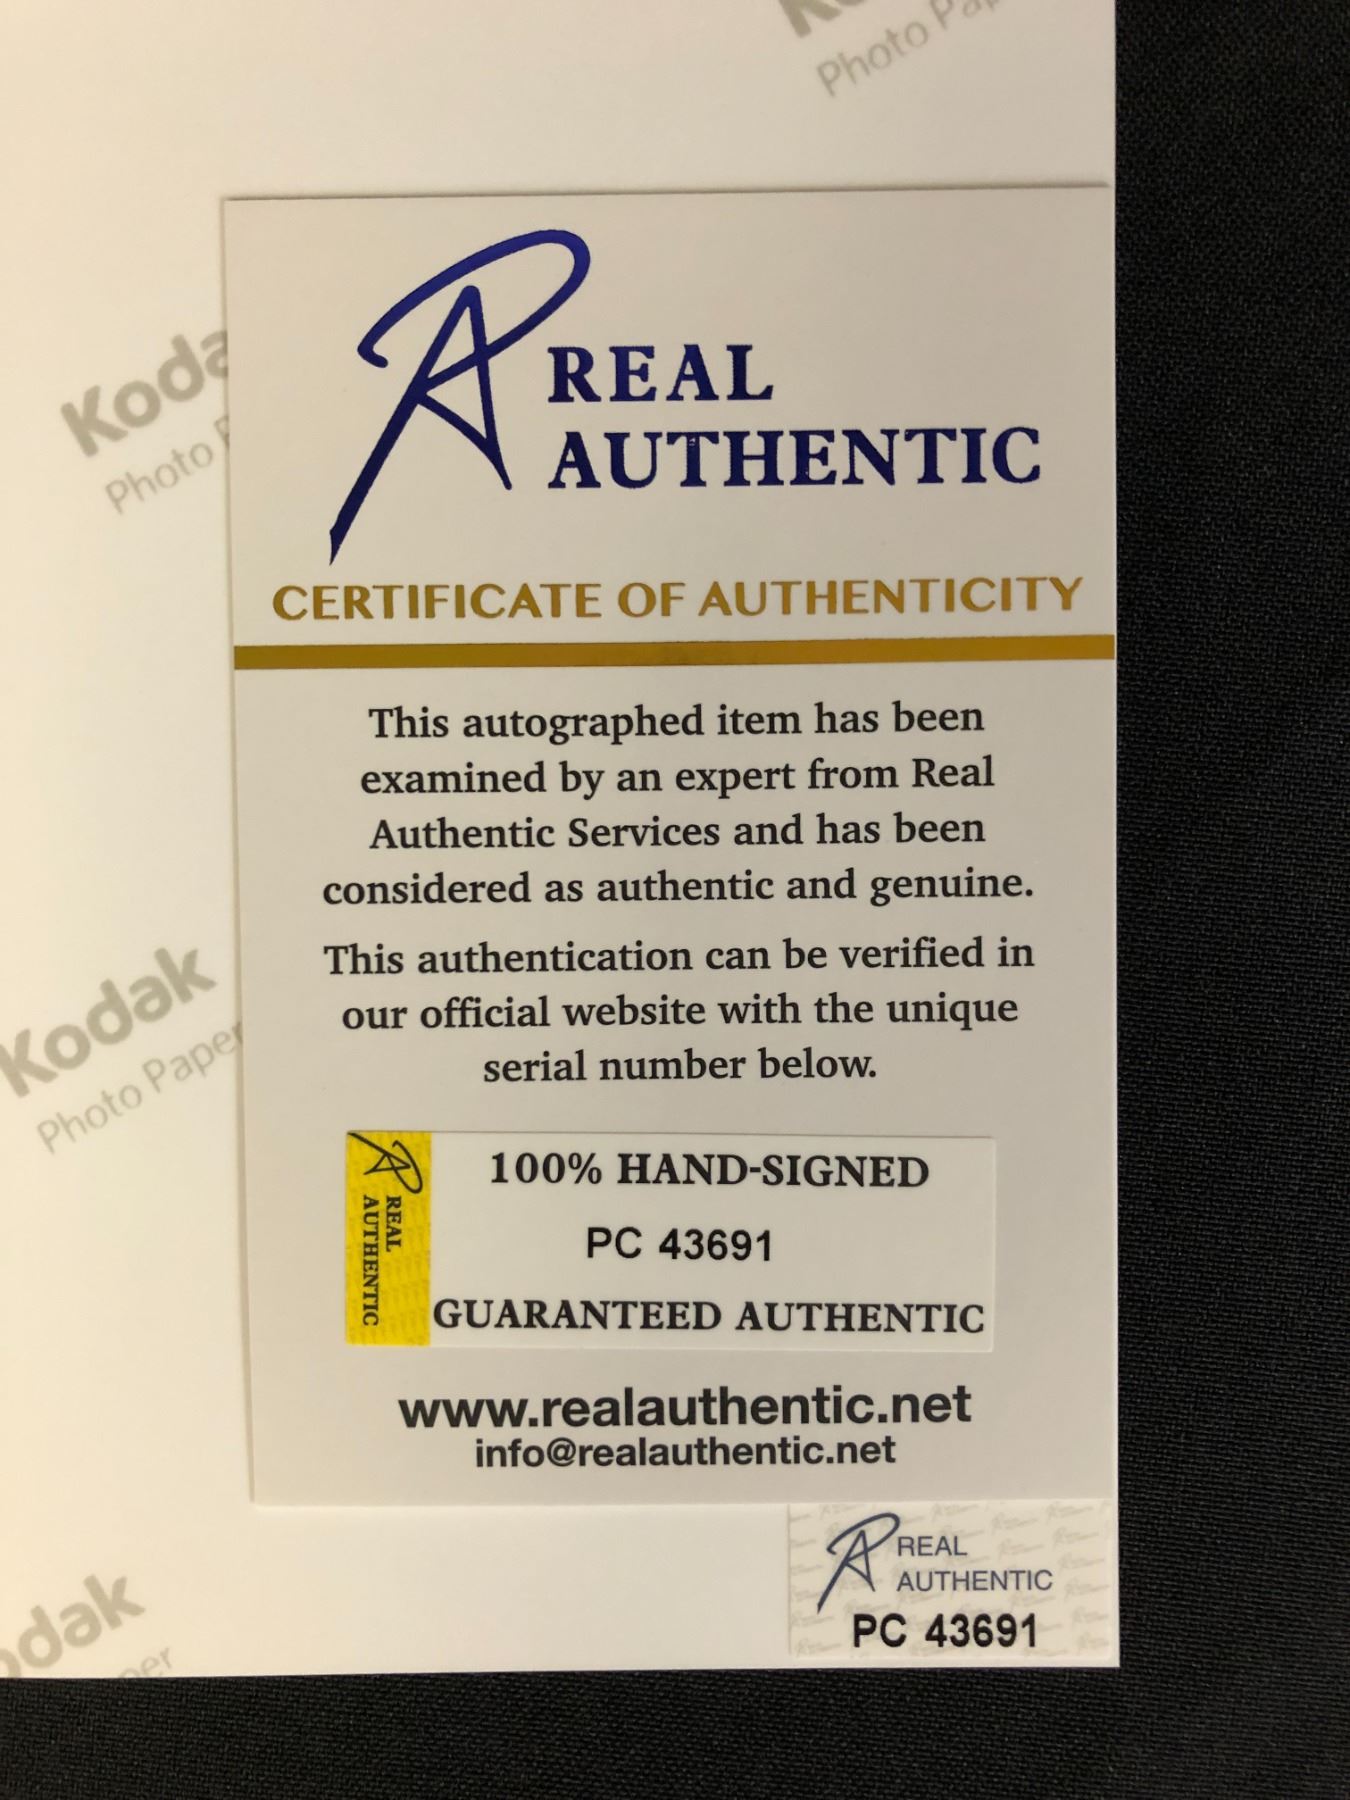 Photo
Koda
Photo
REAL
AUTHENTIC
CERTIFICATE OF AUTHENTICITY
This autographed item has been
examined by an expert from Real
Authentic Services and has been
considered as authentic and genuine.
This authentication can be verified in
our official website with the unique
serial number below.
Kodak
Photo Paper
REAL
AUTHENTIC
100% HAND-SIGNED
PC 43691
GUARANTEED AUTHENTIC
www.realauthentic.net
info@realauthentic.net
REAL
AUTHENTIC
PC 43691
odak
per